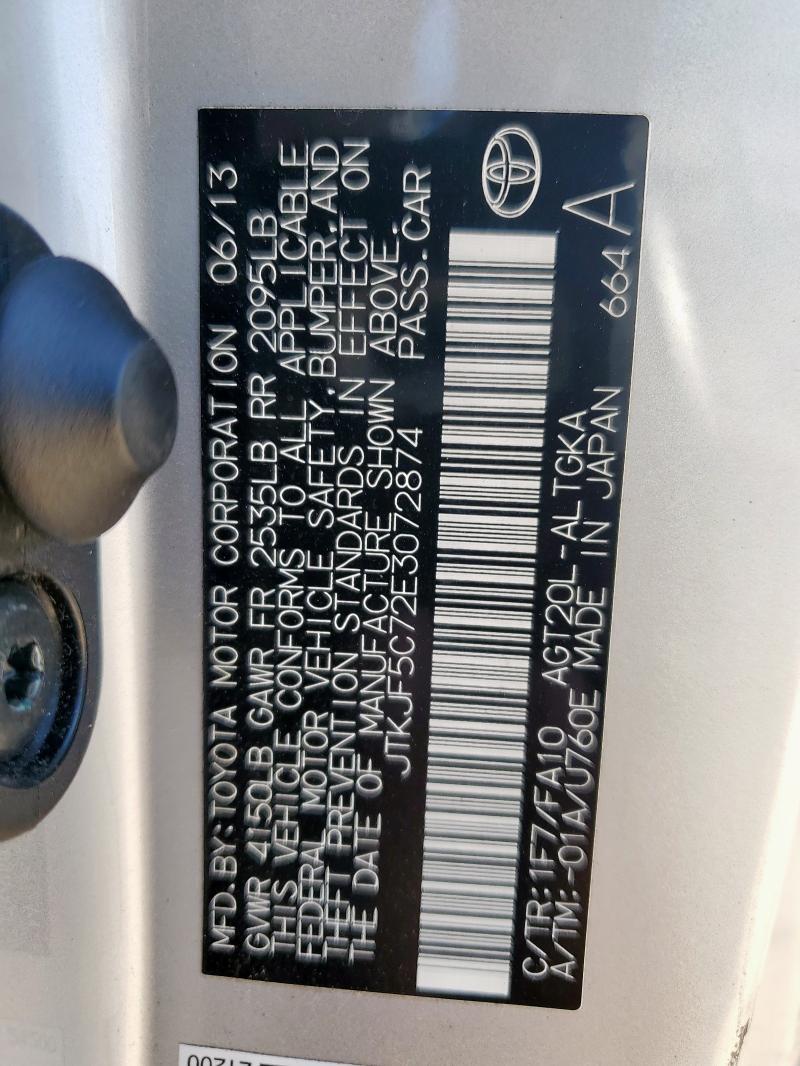 MFD.BY:TOYOTA MOTOR CORPORATION 06/13
GVWR 4150LB GAWR FR 2535LB RR 2095LB
THIS VEHICLE CONFORMS TO ALL APPLICABLE
FEDERAL MOTOR VEHICLE SAFETY,BUMPER,AND
THEFT PREVENTION STANDARDS IN EFFECT ON
THE DATE OF MANUFACTURE SHOWN ABOVE.
JTKJF5C72E3072874 PASS.CAR
C/TR:1F7/FA10 AGT20L-ALTGKA
A/TM:-01A/U760E MADE IN JAPAN 664 A